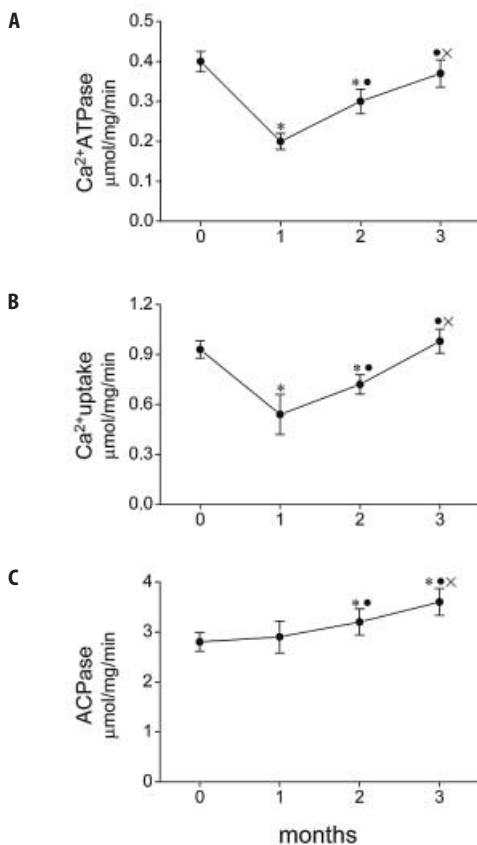 A
Ca²⁺ATPase
µmol/mg/min
0.5
0.4
0.3
0.2
0.1
0.0
*
*●
●×
0 1 2 3
B
Ca²⁺uptake
µmol/mg/min
1.2
0.9
0.6
0.3
0.0
*
*●
●×
0 1 2 3
C
ACPase
µmol/mg/min
4
3
2
1
0
*●
*●×
0 1 2 3
months